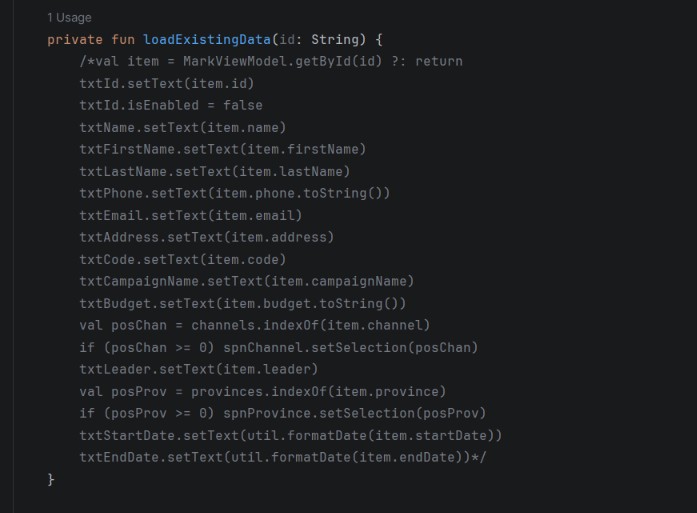 1 Usage
private fun loadExistingData(id: String) {
/*val item = MarkViewModel.getById(id) ?: return
txtId.setText(item.id)
txtId.isEnabled = false
txtName.setText(item.name)
txtFirstName.setText(item.firstName)
txtLastName.setText(item.lastName)
txtPhone.setText(item.phone.toString())
txtEmail.setText(item.email)
txtAddress.setText(item.address)
txtCode.setText(item.code)
txtCampaignName.setText(item.campaignName)
txtBudget.setText(item.budget.toString())
val posChan = channels.indexOf(item.channel)
if (posChan >= 0) spnChannel.setSelection(posChan)
txtLeader.setText(item.leader)
val posProv = provinces.indexOf(item.province)
if (posProv >= 0) spnProvince.setSelection(posProv)
txtStartDate.setText(util.formatDate(item.startDate))
txtEndDate.setText(util.formatDate(item.endDate))*/
}